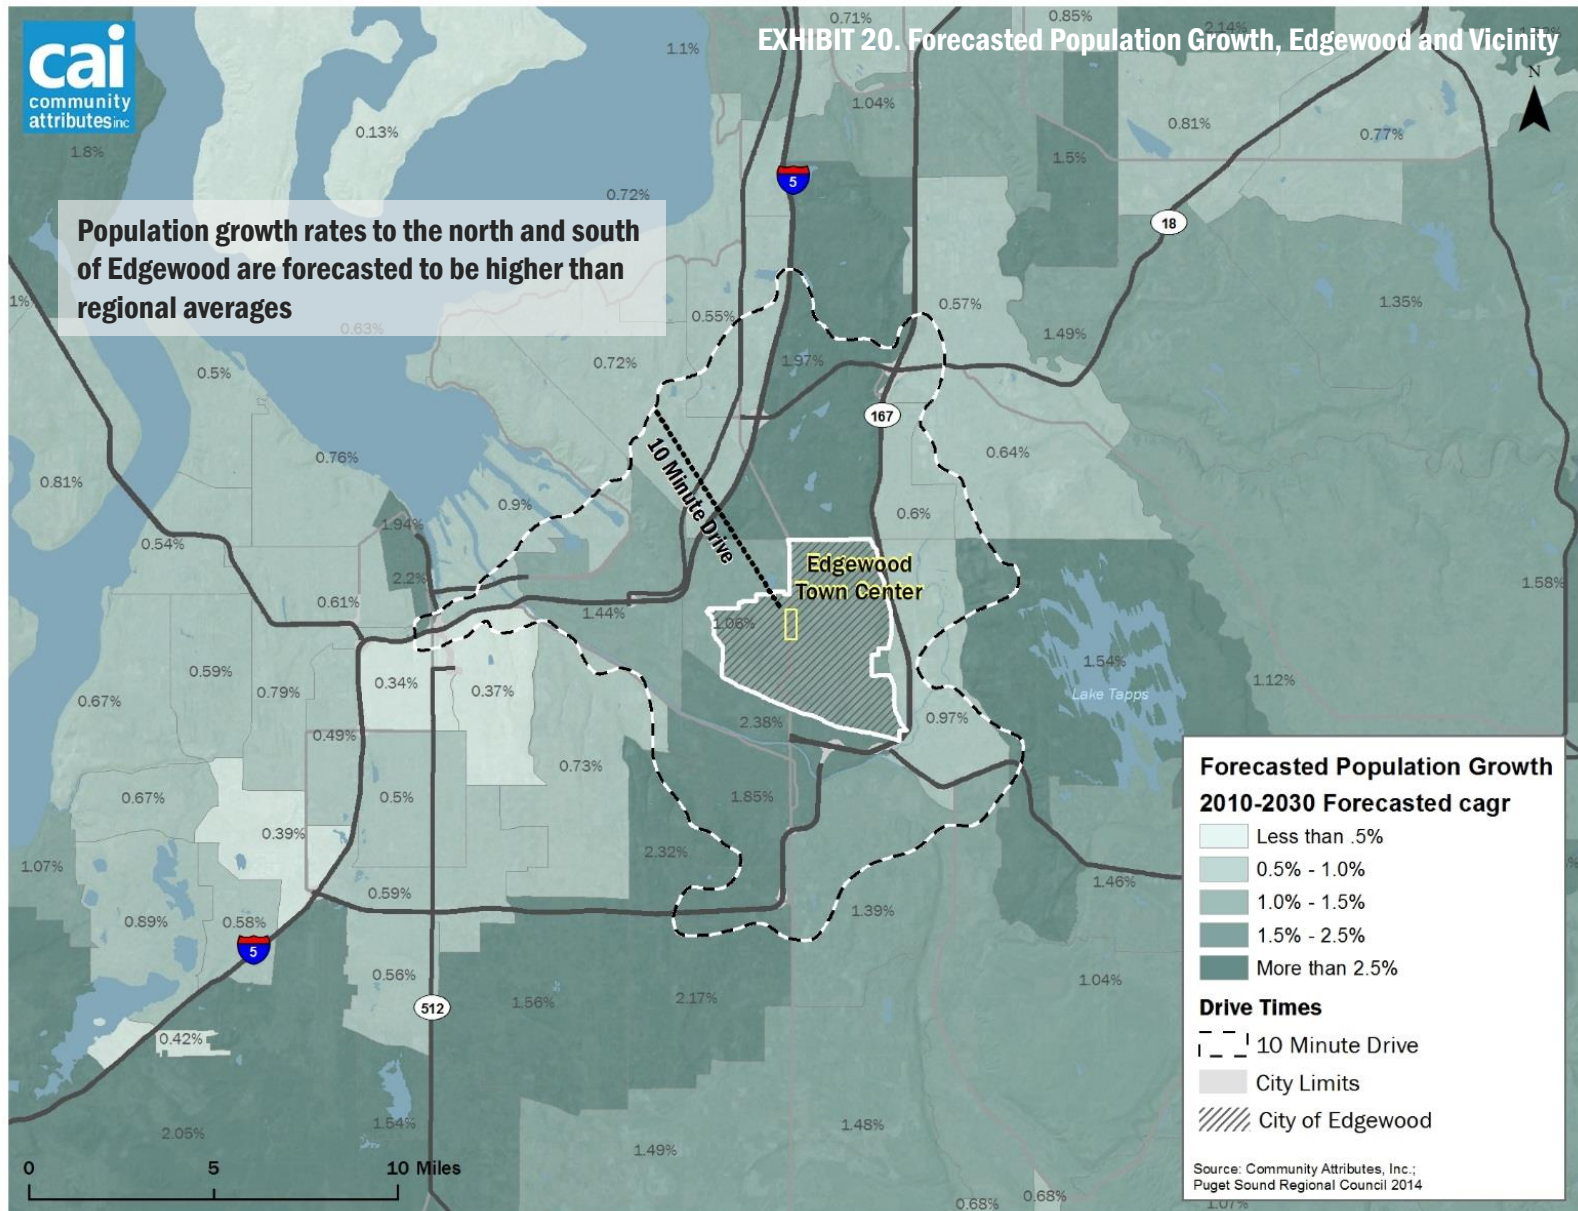 cai
community
attributes inc
EXHIBIT 20. Forecasted Population Growth, Edgewood and Vicinity
N
Population growth rates to the north and south
of Edgewood are forecasted to be higher than
regional averages
0.71%
0.85%
2.14%
1.1%
1.04%
0.13%
0.81%
0.77%
1.8%
1.5%
5
0.72%
18
1%
0.57%
1.35%
0.63%
0.55%
1.49%
0.72%
1.97%
0.5%
167
10 Minute Drive
0.76%
0.64%
0.81%
0.9%
0.6%
1.94%
0.54%
Edgewood
Town Center
2.2%
1.58%
0.61%
1.44%
1.06%
0.59%
0.79%
0.34%
0.37%
1.54%
Lake Tapps
1.12%
0.67%
2.38%
0.97%
0.49%
0.73%
0.67%
0.5%
1.85%
0.39%
1.07%
2.32%
0.59%
1.46%
0.89%
0.58%
1.39%
5
0.56%
1.04%
512
1.56%
2.17%
0.42%
2.05%
1.54%
1.49%
1.48%
0.68%
0.68%
1.07%
0 5 10 Miles
Forecasted Population Growth
2010-2030 Forecasted cagr
Less than .5%
0.5% - 1.0%
1.0% - 1.5%
1.5% - 2.5%
More than 2.5%
Drive Times
10 Minute Drive
City Limits
City of Edgewood
Source: Community Attributes, Inc.;
Puget Sound Regional Council 2014